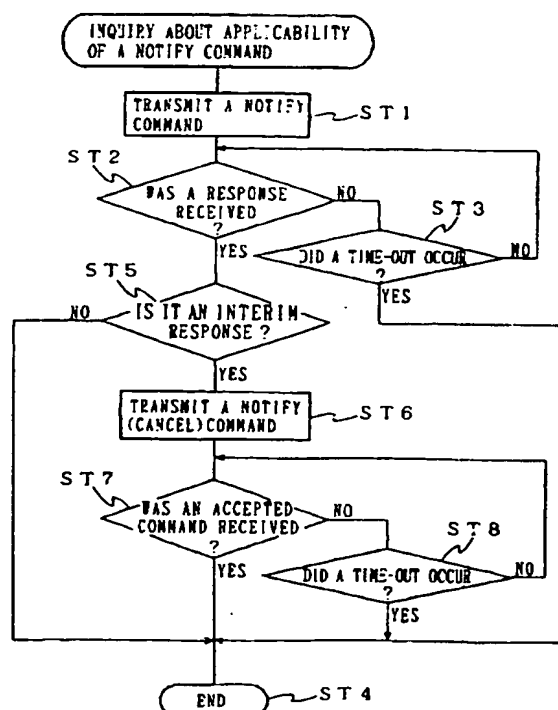 INQUIRY ABOUT APPLICABILITY
OF A NOTIFY COMMAND
TRANSMIT A NOTIFY
COMMAND
ST1
ST2
WAS A RESPONSE
RECEIVED
?
NO
YES
ST3
DID A TIME-OUT OCCUR
?
NO
YES
ST5
IS IT AN INTERIM
RESPONSE?
NO
YES
TRANSMIT A NOTIFY
(CANCEL) COMMAND
ST6
ST7
WAS AN ACCEPTED
COMMAND RECEIVED
?
NO
YES
ST8
DID A TIME-OUT OCCUR
?
NO
YES
END
ST4